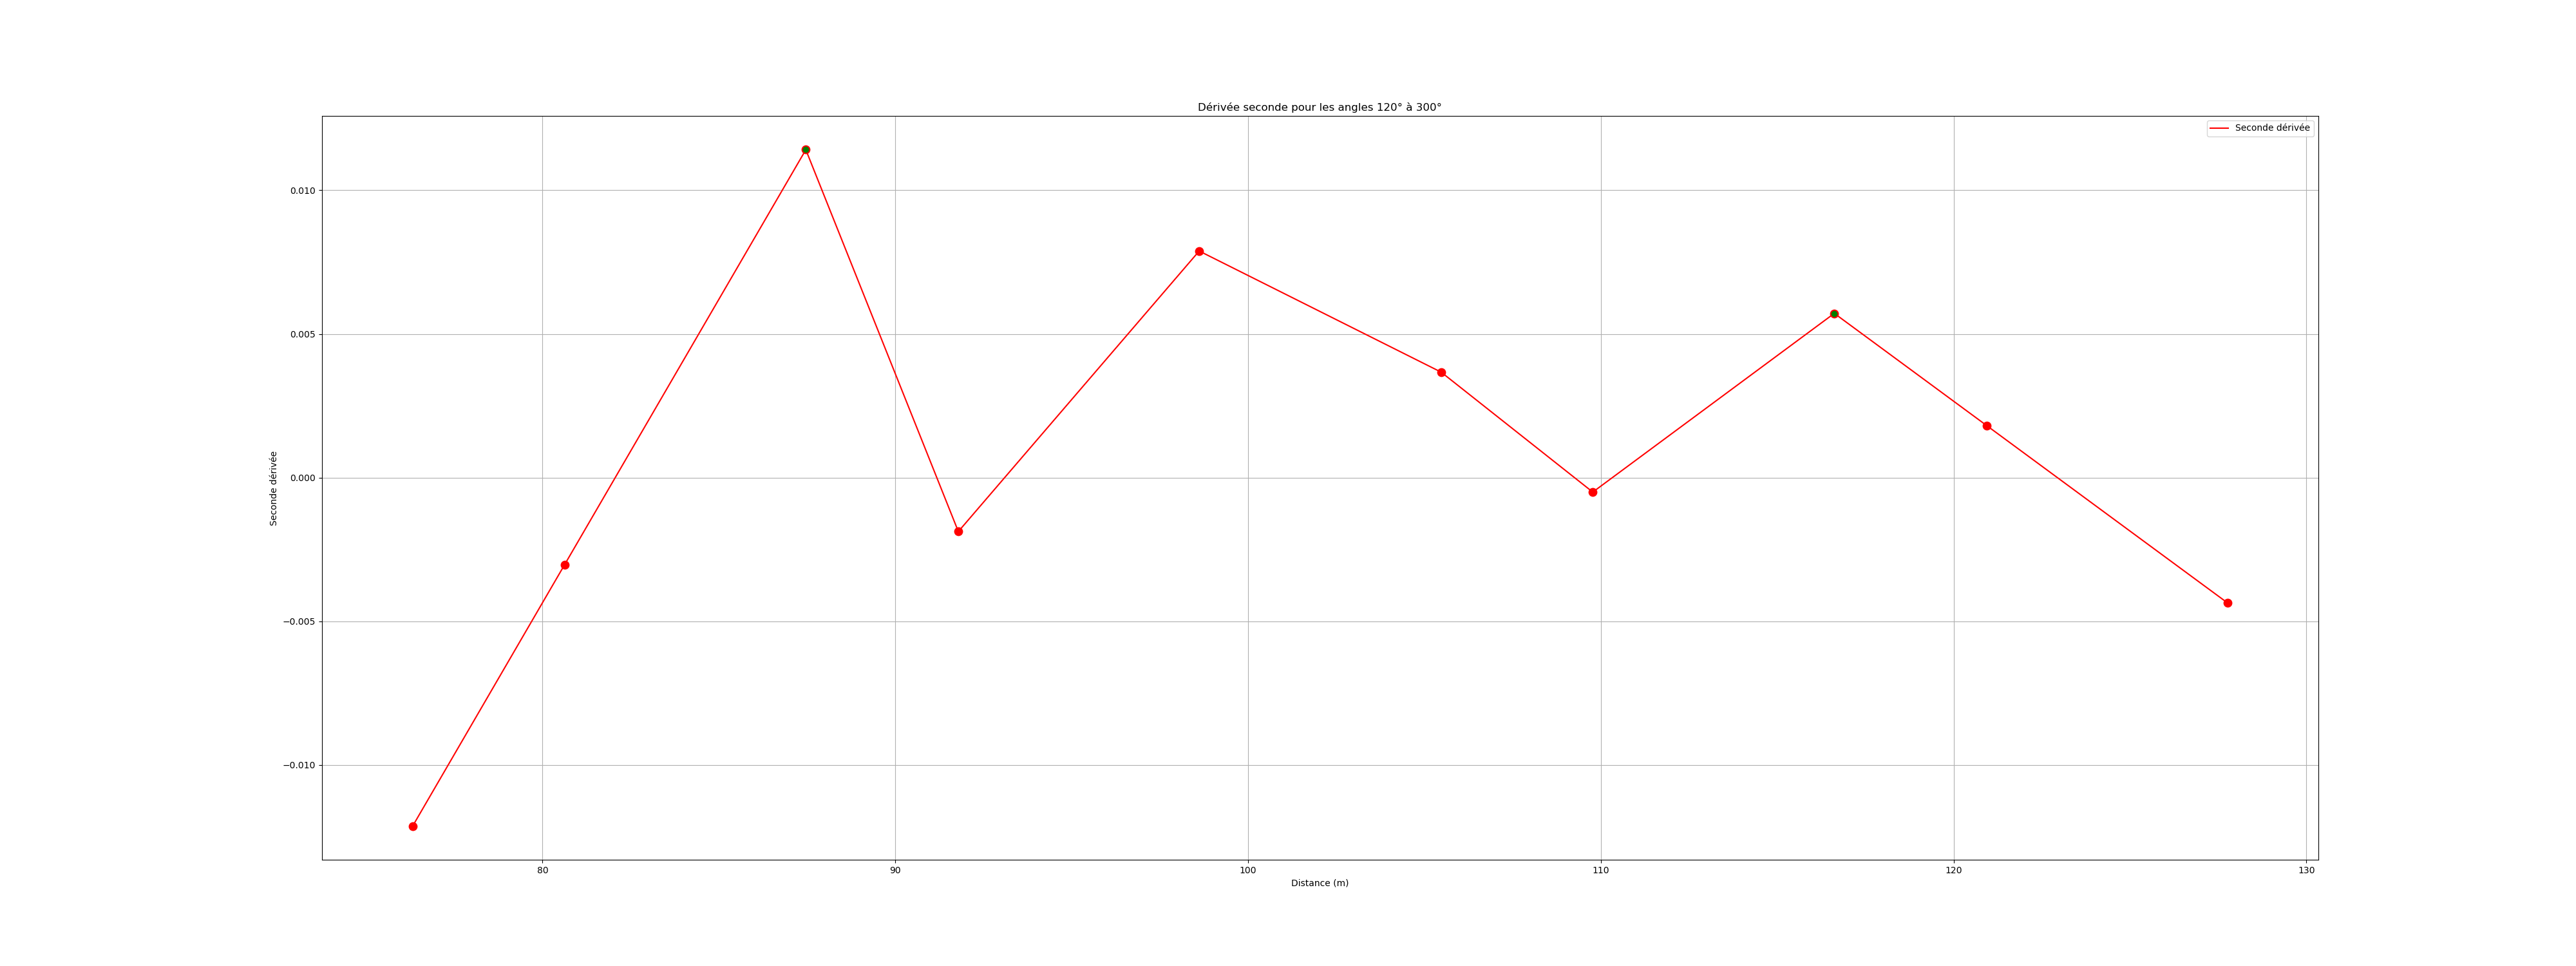 Dérivée seconde pour les angles 120° à 300°
Seconde dérivée
0.010
0.005
0.000
−0.005
−0.010
Seconde dérivée
80
90
100
110
120
130
Distance (m)